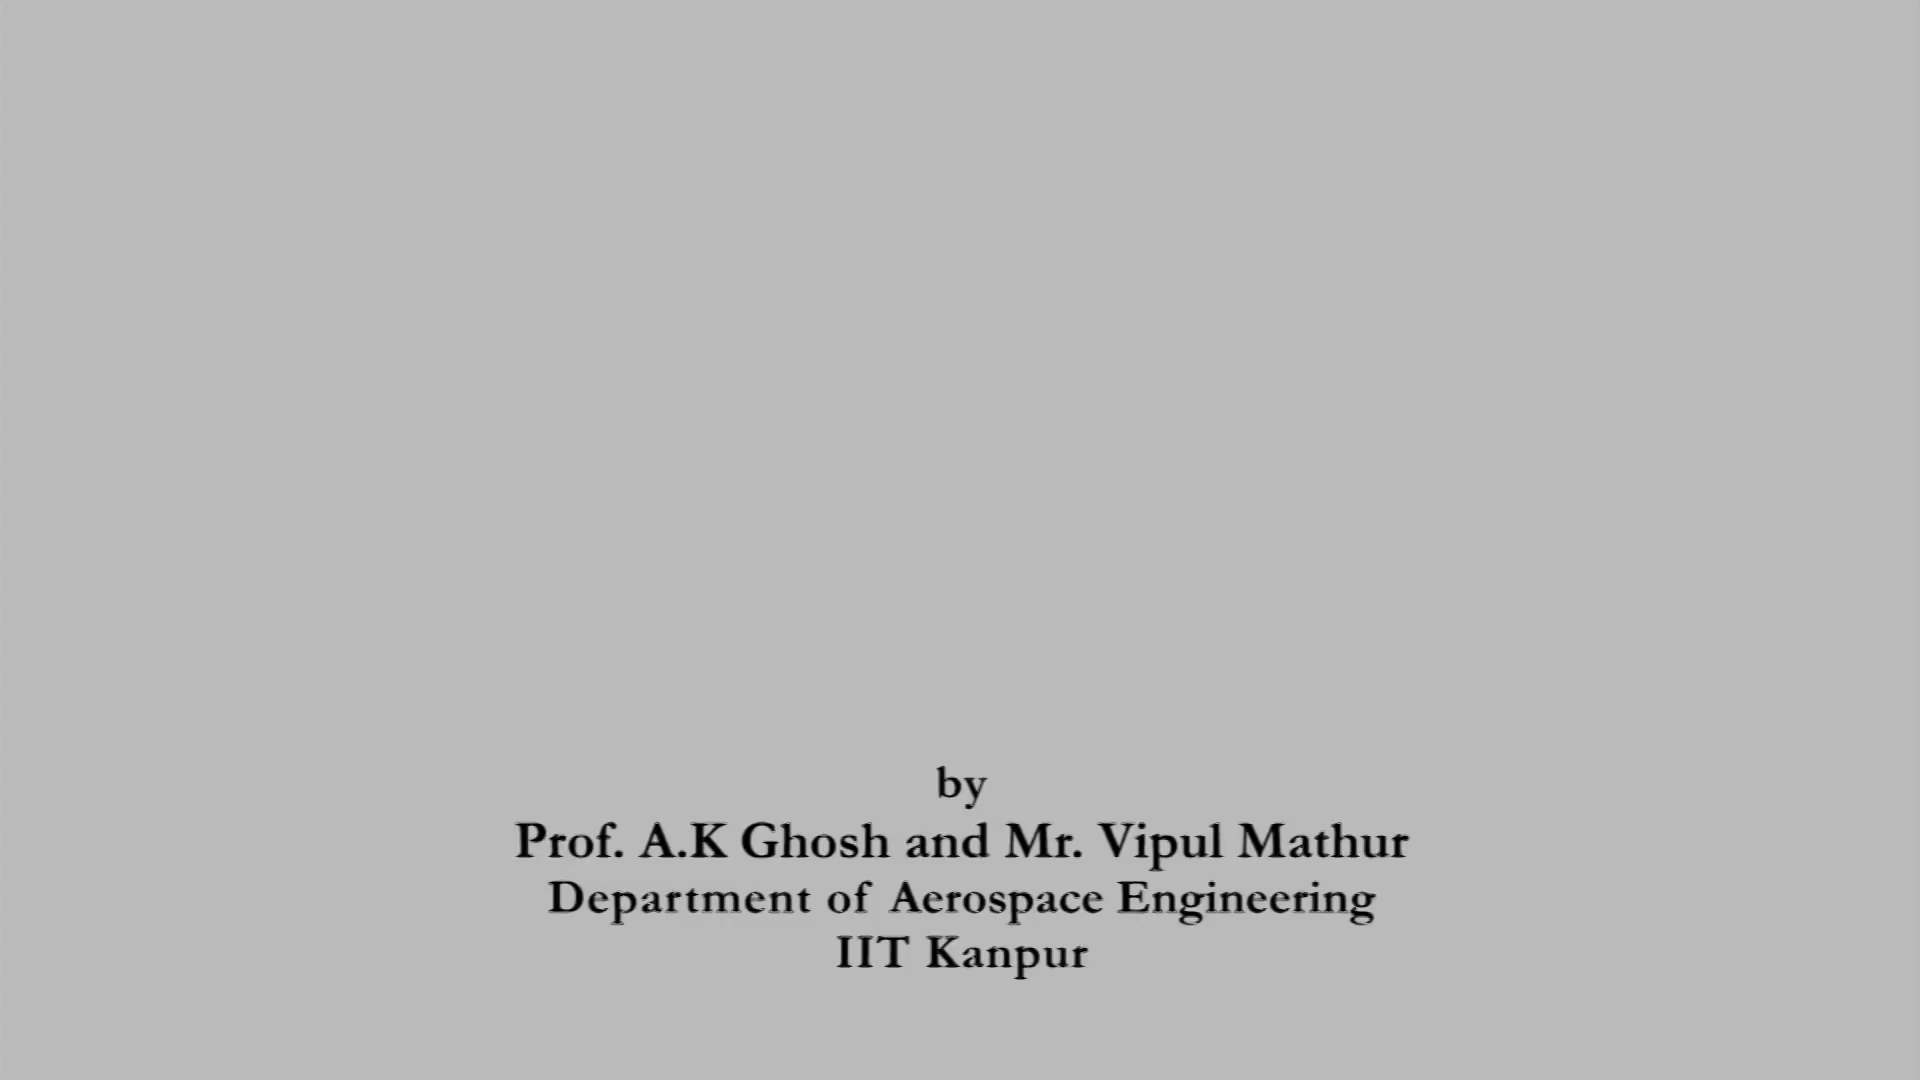 by
Prof. A.K Ghosh and Mr. Vipul Mathur
Department of Aerospace Engineering
IIT Kanpur